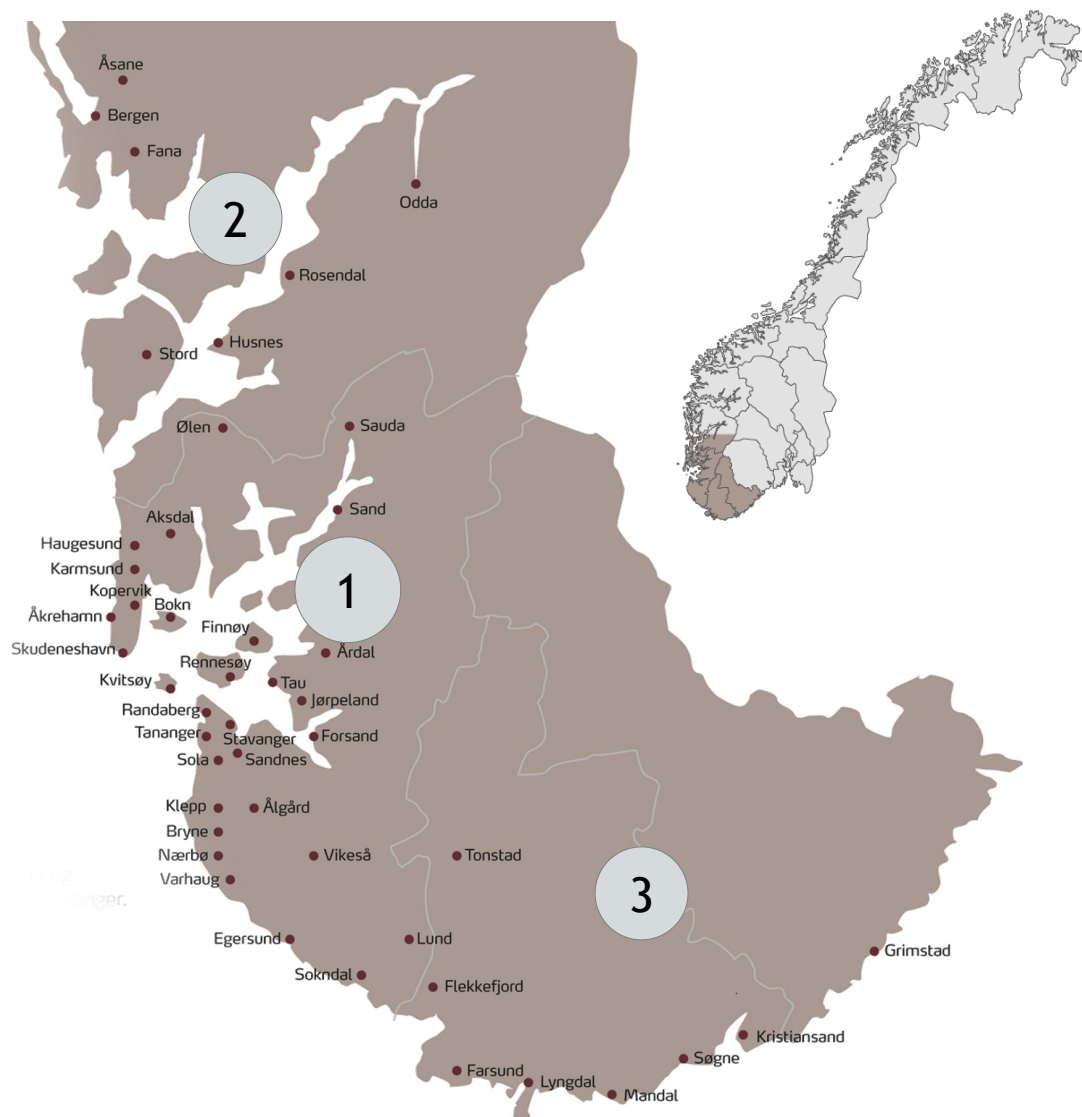 Åsane
Bergen
Fana
2
Odda
Rosendal
Husnes
Stord
Ølen
Sauda
Sand
Aksdal
Haugesund
Karmsund
1
Kopervik
Bokn
Åkrehamn
Finnøy
Skudeneshavn
Årdal
Rennesøy
Kvitsøy
Tau
Jørpeland
Randaberg
Tananger
Stavanger
Forsand
Sola
Sandnes
Klepp
Ålgård
Bryne
Nærbø
Vikeså
Tonstad
Varhaug
3
Egersund
Lund
Grimstad
Sokndal
Flekkefjord
Kristiansand
Søgne
Farsund
Lyngdal
Mandal